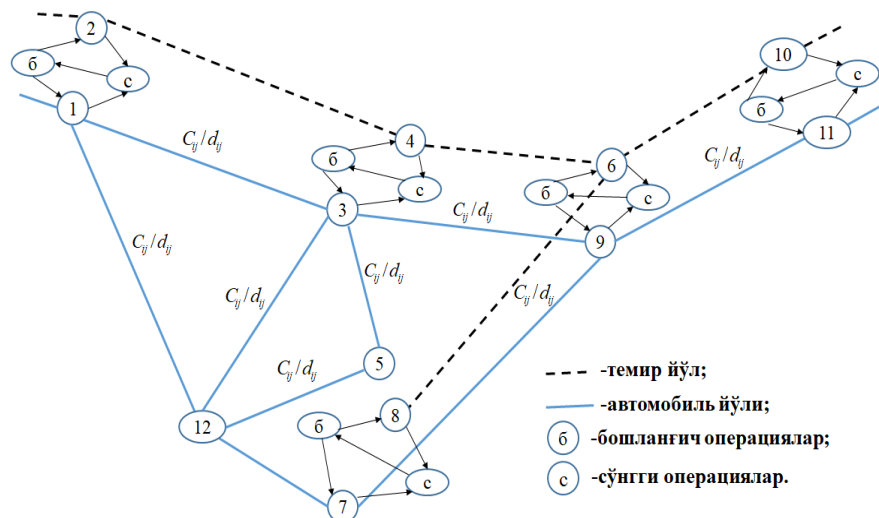 2
10
б
с
с
б
1
11
C_ij/d_ij
4
б
с
3
6
б
с
9
C_ij/d_ij
C_ij/d_ij
C_ij/d_ij
C_ij/d_ij
C_ij/d_ij
C_ij/d_ij
C_ij/d_ij
5
12
8
б
с
7
-темир йўл;
-автомобиль йўли;
б -бошланғич операциялар;
с -сўнгги операциялар.